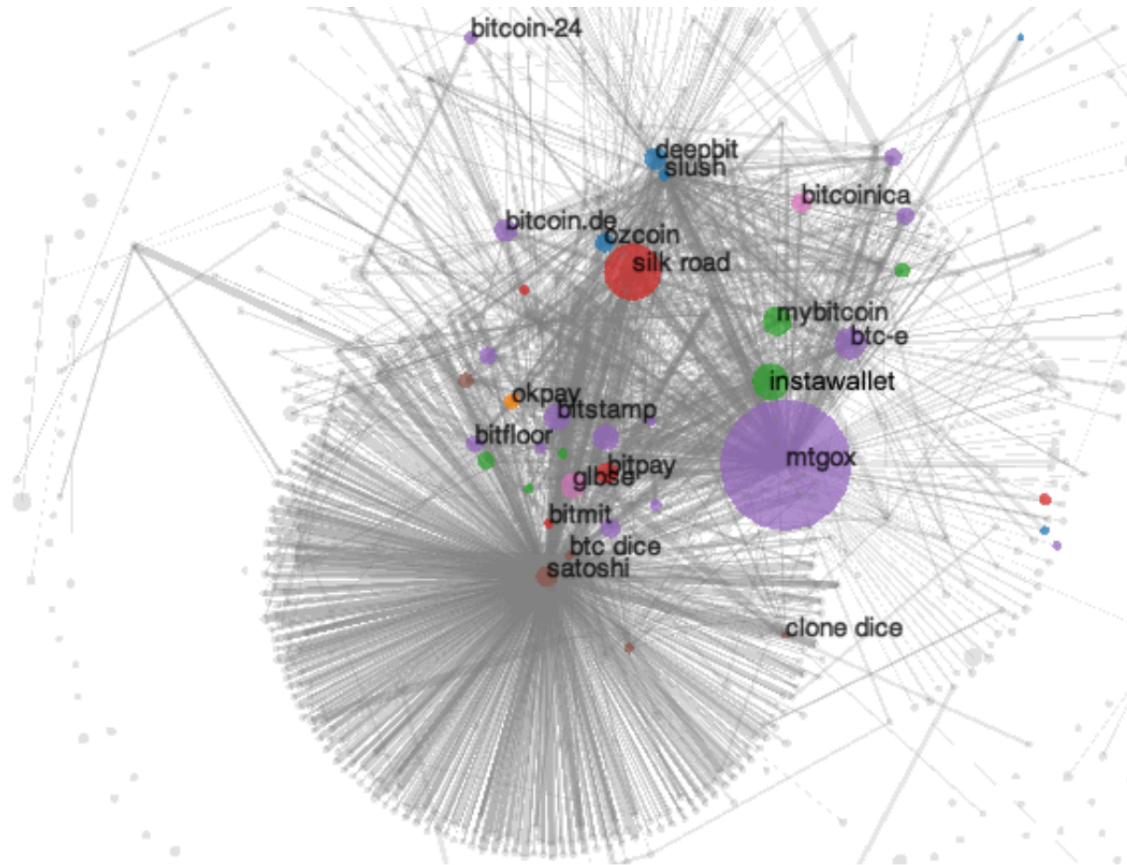 bitcoin-24
deepbit
slush
bitcoinica
bitcoin.de
ozcoin
silk road
mybitcoin
btc-e
instawallet
okpay
bitstamp
bitfloor
mtgox
bitpay
glbse
bitmit
btc dice
satoshi
clone dice